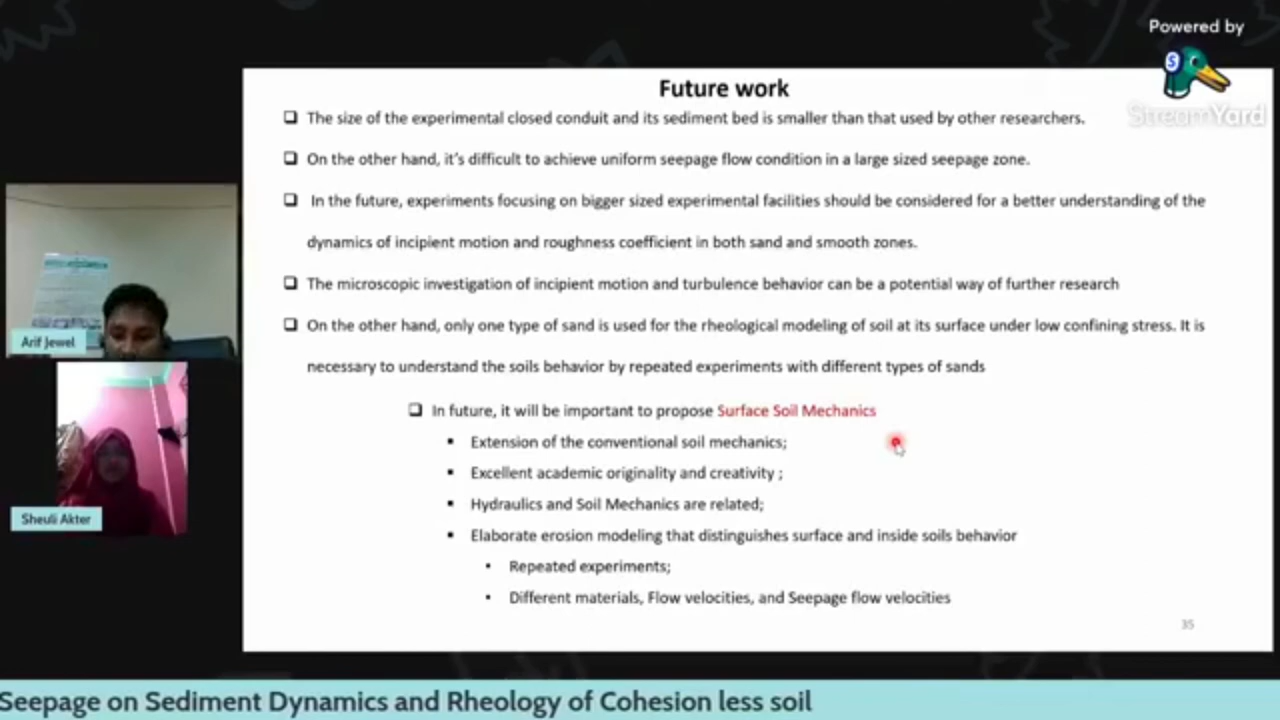 Powered by
StreamYard
Future work
The size of the experimental closed conduit and its sediment bed is smaller than that used by other researchers.
On the other hand, it's difficult to achieve uniform seepage flow condition in a large sized seepage zone.
In the future, experiments focusing on bigger sized experimental facilities should be considered for a better understanding of the
dynamics of incipient motion and roughness coefficient in both sand and smooth zones.
The microscopic investigation of incipient motion and turbulence behavior can be a potential way of further research
On the other hand, only one type of sand is used for the rheological modeling of soil at its surface under low confining stress. It is
necessary to understand the soils behavior by repeated experiments with different types of sands
In future, it will be important to propose Surface Soil Mechanics
Extension of the conventional soil mechanics;
Excellent academic originality and creativity ;
Hydraulics and Soil Mechanics are related;
Elaborate erosion modeling that distinguishes surface and inside soils behavior
Repeated experiments;
Different materials, Flow velocities, and Seepage flow velocities
35
Arif Jewel
Sheuli Akter
Seepage on Sediment Dynamics and Rheology of Cohesion less soil